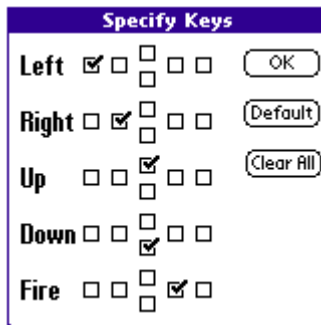 Specify Keys
Left
OK
Right
Default
Clear All
Up
Down
Fire